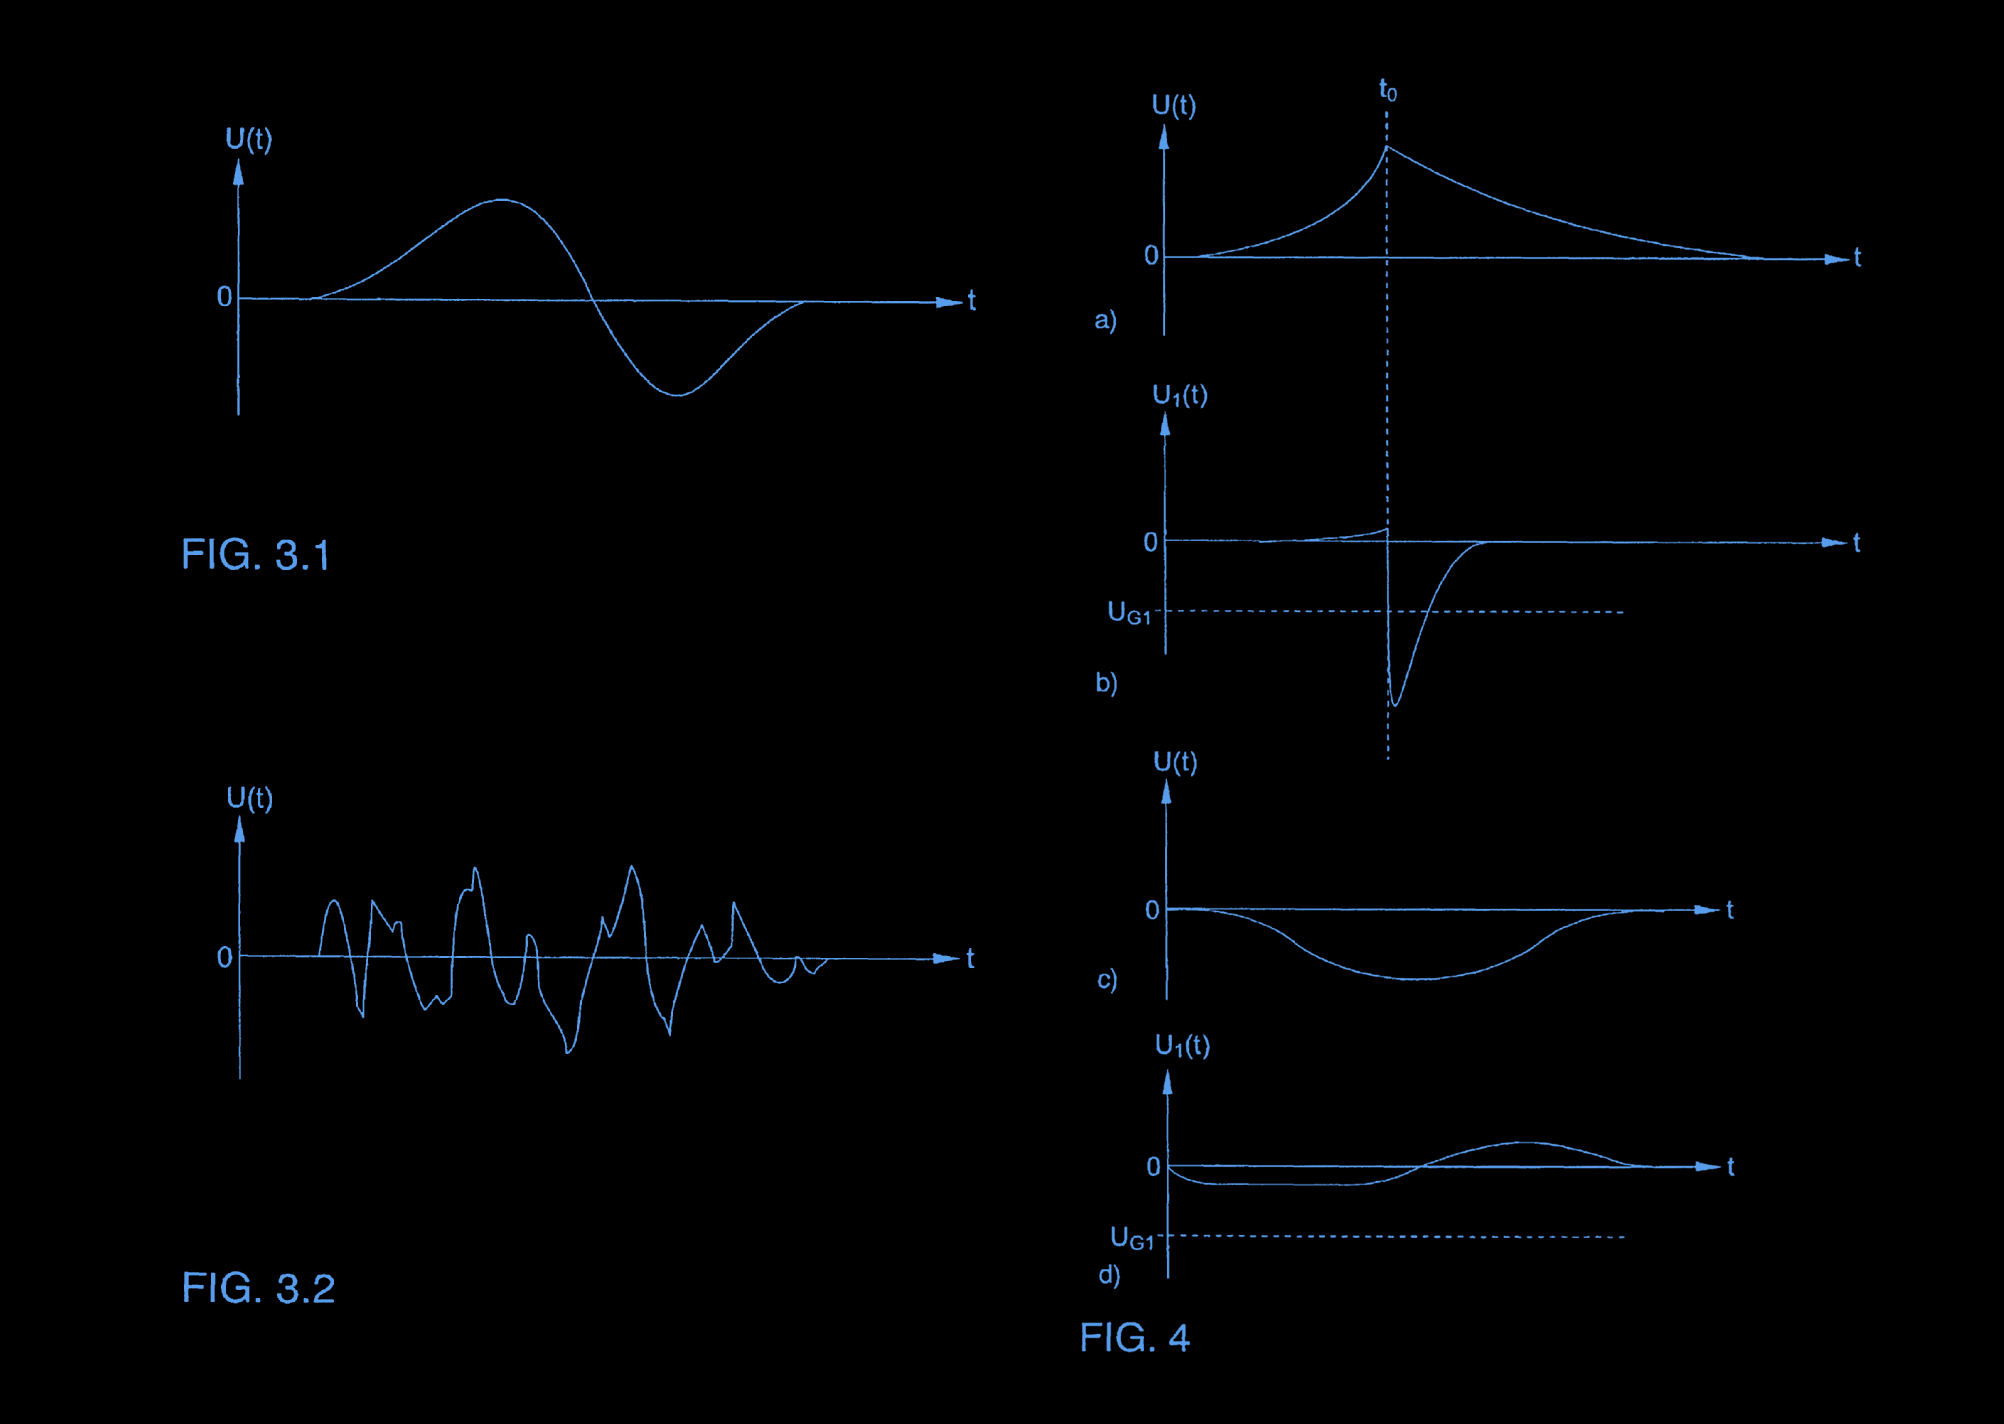 U(t)
0
t
FIG. 3.1
U(t)
0
t
FIG. 3.2
t₀
U(t)
0
t
a)
U₁(t)
0
t
U_G1
b)
U(t)
0
t
c)
U₁(t)
0
t
U_G1
d)
FIG. 4